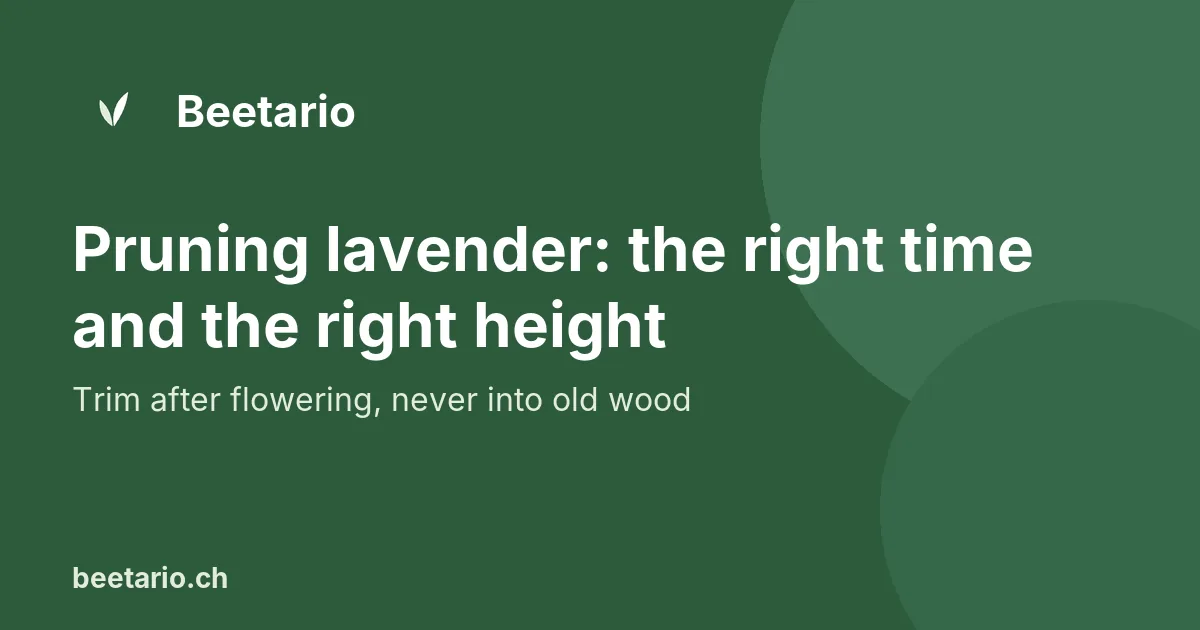 Beetario
Pruning lavender: the right time
and the right height
Trim after flowering, never into old wood
beetario.ch